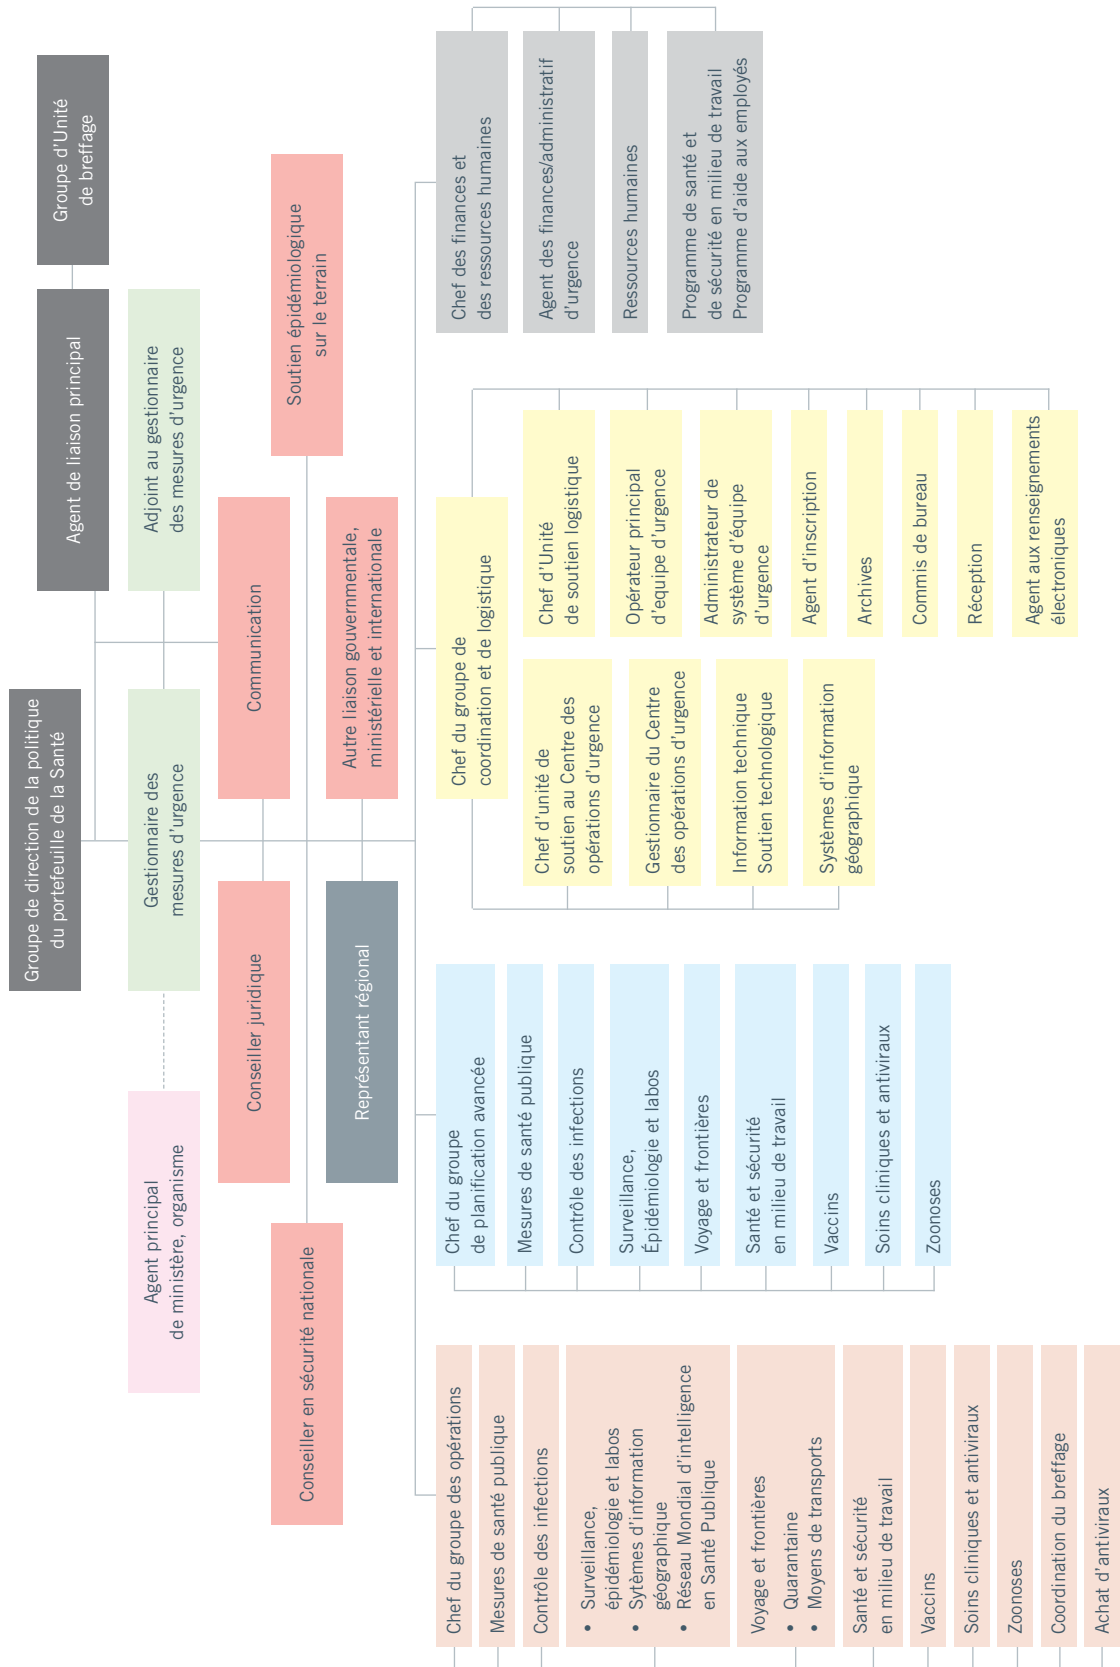 Groupe de direction de la politique
du portefeuille de la Santé
Agent de liaison principal
Groupe d'Unité
de breffage
Agent principal
de ministère, organisme
Gestionnaire des
mesures d'urgence
Adjoint au gestionnaire
des mesures d'urgence
Conseiller juridique
Communication
Conseiller en sécurité nationale
Soutien épidémiologique
sur le terrain
Représentant régional
Autre liaison gouvernementale,
ministérielle et internationale
Chef du groupe des opérations
Mesures de santé publique
Contrôle des infections
• Surveillance,
épidémiologie et labos
• Sytèmes d'information
géographique
• Réseau Mondial d'intelligence
en Santé Publique
Voyage et frontières
• Quarantaine
• Moyens de transports
Santé et sécurité
en milieu de travail
Vaccins
Soins cliniques et antiviraux
Zoonoses
Coordination du breffage
Achat d'antiviraux
Chef du groupe
de planification avancée
Mesures de santé publique
Contrôle des infections
Surveillance,
Épidémiologie et labos
Voyage et frontières
Santé et sécurité
en milieu de travail
Vaccins
Soins cliniques et antiviraux
Zoonoses
Chef du groupe de
coordination et de logistique
Chef d'unité de
soutien au Centre des
opérations d'urgence
Gestionnaire du Centre
des opérations d'urgence
Information technique
Soutien technologique
Systèmes d'information
géographique
Chef d'Unité
de soutien logistique
Opérateur principal
d'equipe d'urgence
Administrateur de
système d'équipe
d'urgence
Agent d'inscription
Archives
Commis de bureau
Réception
Agent aux renseignements
électroniques
Chef des finances et
des ressources humaines
Agent des finances/administratif
d'urgence
Ressources humaines
Programme de santé et
de sécurité en milieu de travail
Programme d'aide aux employés